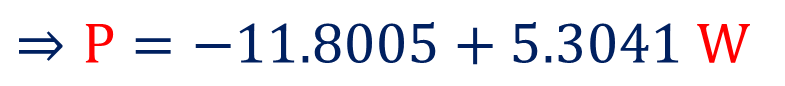 ⇒ P = −11.8005 + 5.3041 W